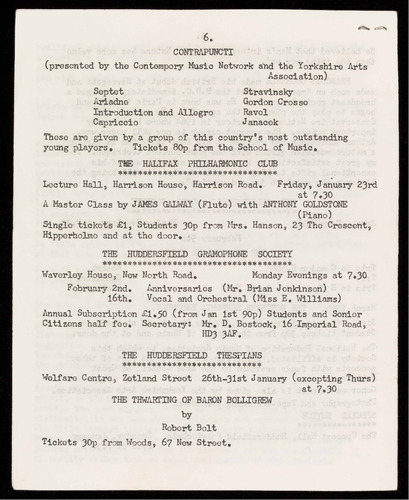 6.
CONTRAPUNCTI
(presented by the Contempory Music Network and the Yorkshire Arts
Association)
Septet Stravinsky
Ariadne Gordon Crosse
Introduction and Allegro Ravel
Capriccio Janacek
These are given by a group of this country's most outstanding
young players. Tickets 80p from the School of Music.
THE HALIFAX PHILHARMONIC CLUB
********************************
Lecture Hall, Harrison House, Harrison Road. Friday, January 23rd
at 7.30
A Master Class by JAMES GALWAY (Flute) with ANTHONY GOLDSTONE
(Piano)
Single tickets £1, Students 30p from Mrs. Hanson, 23 The Crescent,
Hipperholme and at the door.
THE HUDDERSFIELD GRAMOPHONE SOCIETY
**************************************
Waverley House, New North Road. Monday Evenings at 7.30
February 2nd. Anniversaries (Mr. Brian Jenkinson)
16th. Vocal and Orchestral (Miss E. Williams)
Annual Subscription £1.50 (from Jan 1st 90p) Students and Senior
Citizens half fee. Secretary: Mr. D. Bostock, 16 Imperial Road,
HD3 3AF.
THE HUDDERSFIELD THESPIANS
****************************
Welfare Centre, Zetland Street 26th-31st January (excepting Thurs)
at 7.30
THE THWARTING OF BARON BOLLIGREW
by
Robert Bolt
Tickets 30p from Woods, 67 New Street.